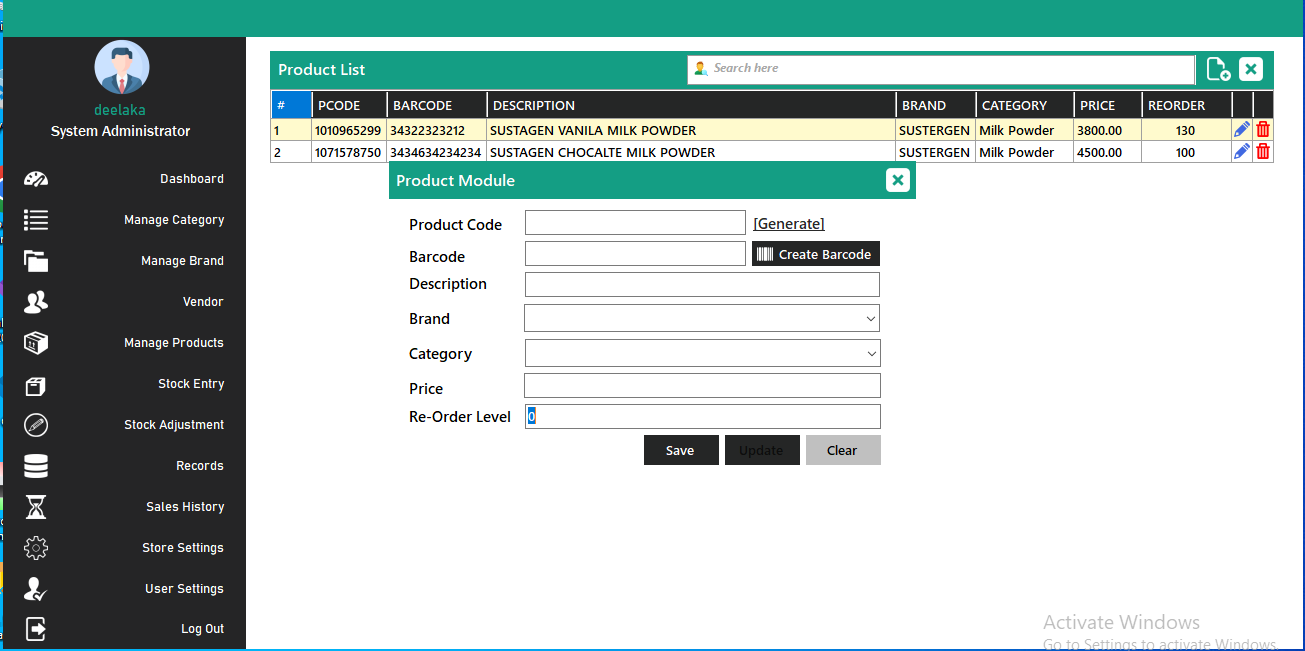 deelaka
System Administrator
Dashboard
Manage Category
Manage Brand
Vendor
Manage Products
Stock Entry
Stock Adjustment
Records
Sales History
Store Settings
User Settings
Log Out
Product List
Search here
# PCODE BARCODE DESCRIPTION BRAND CATEGORY PRICE REORDER
1 1010965299 34322323212 SUSTAGEN VANILA MILK POWDER SUSTERGEN Milk Powder 3800.00 130
2 1071578750 3434634234234 SUSTAGEN CHOCALTE MILK POWDER SUSTERGEN Milk Powder 4500.00 100
Product Module
Product Code [Generate]
Barcode Create Barcode
Description
Brand
Category
Price
Re-Order Level 0
Save Update Clear
Activate Windows
Go to Settings to activate Windows.